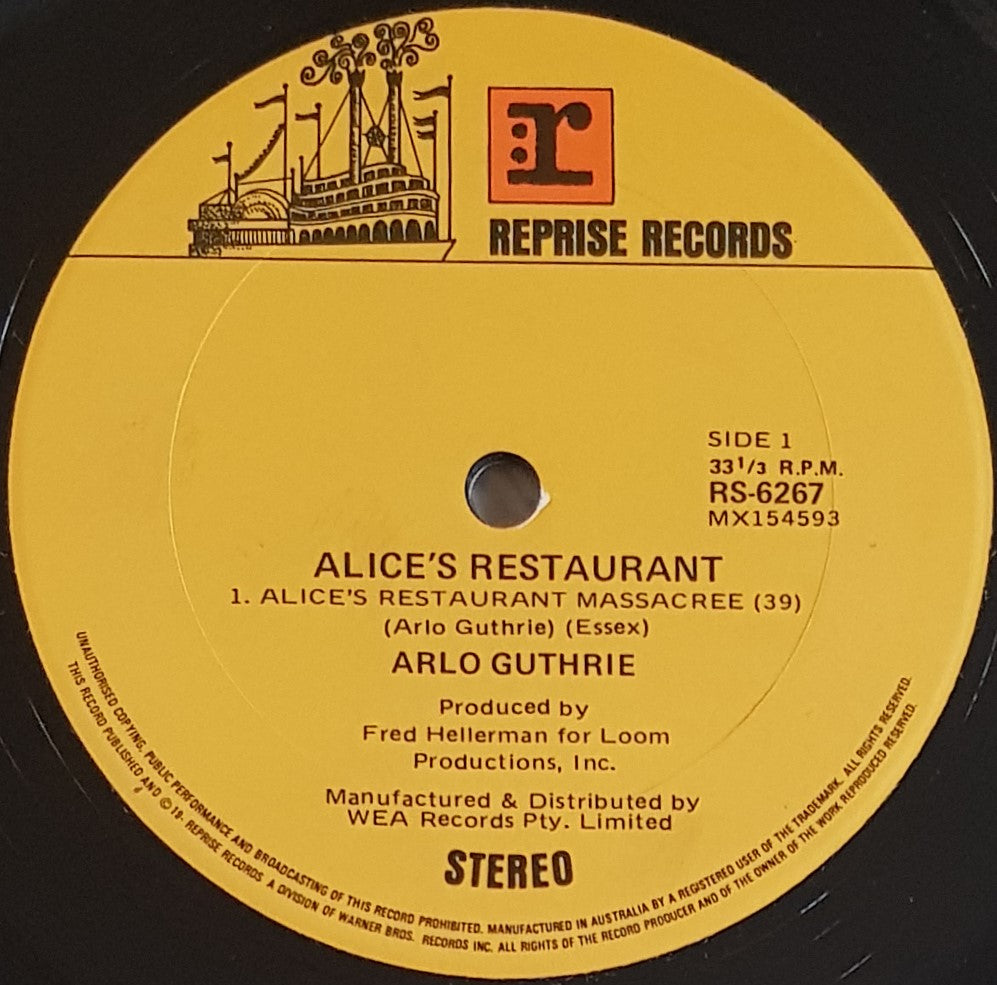 :r
REPRISE RECORDS
SIDE 1
33¹/3 R.P.M.
RS-6267
MX154593
ALICE'S RESTAURANT
1. ALICE'S RESTAURANT MASSACREE (39)
(Arlo Guthrie) (Essex)
ARLO GUTHRIE
Produced by
Fred Hellerman for Loom
Productions, Inc.
Manufactured & Distributed by
WEA Records Pty. Limited
STEREO
UNAUTHORISED COPYING, PUBLIC PERFORMANCE AND BROADCASTING OF THIS RECORD PROHIBITED. MANUFACTURED IN AUSTRALIA BY A REGISTERED USER OF THE TRADEMARK. ALL RIGHTS RESERVED.
THIS RECORD PUBLISHED AND © 19- REPRISE RECORDS A DIVISION OF WARNER BROS. RECORDS INC. ALL RIGHTS OF THE RECORD PRODUCER AND OF THE OWNER OF THE WORK REPRODUCED RESERVED.